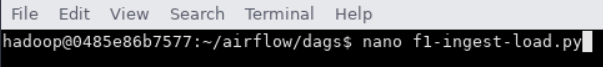 File Edit View Search Terminal Help
hadoop@0485e86b7577:~/airflow/dags$ nano f1-ingest-load.py